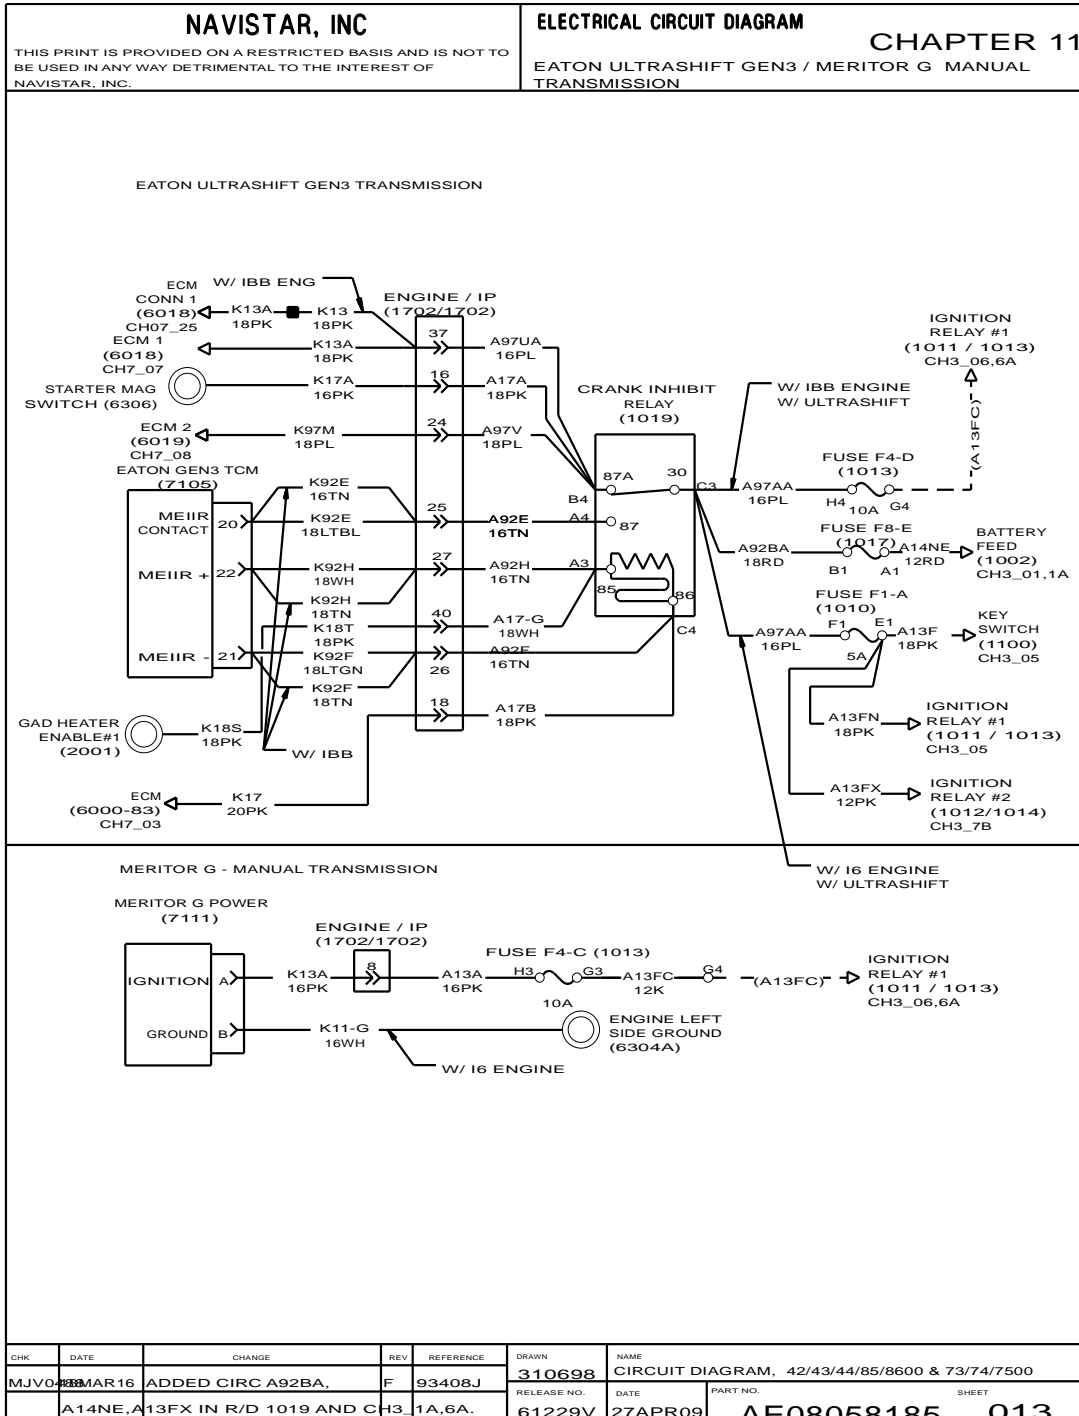 NAVISTAR, INC
THIS PRINT IS PROVIDED ON A RESTRICTED BASIS AND IS NOT TO
BE USED IN ANY WAY DETRIMENTAL TO THE INTEREST OF
NAVISTAR, INC.
ELECTRICAL CIRCUIT DIAGRAM
CHAPTER 11
EATON ULTRASHIFT GEN3 / MERITOR G MANUAL
TRANSMISSION
EATON ULTRASHIFT GEN3 TRANSMISSION
ECM
CONN 1
(6018)
CH07_25
W/ IBB ENG
K13A
18PK
K13
18PK
ENGINE / IP
(1702/1702)
ECM 1
(6018)
CH7_07
K13A
18PK
37
A97UA
16PL
STARTER MAG
SWITCH (6306)
K17A
16PK
16
A17A
18PK
ECM 2
(6019)
CH7_08
K97M
18PL
24
A97V
18PL
EATON GEN3 TCM
(7105)
MEIIR
CONTACT
20
K92E
16TN
K92E
18LTBL
25
A92E
16TN
MEIIR +
22
K92H
18WH
K92H
18TN
27
A92H
16TN
K18T
18PK
40
A17-G
18WH
MEIIR -
21
K92F
18LTGN
K92F
18TN
26
A92F
16TN
GAD HEATER
ENABLE#1
(2001)
K18S
18PK
W/ IBB
18
A17B
18PK
ECM
(6000-83)
CH7_03
K17
20PK
CRANK INHIBIT
RELAY
(1019)
87A
30
B4
C3
A4
87
A3
85
86
C4
W/ IBB ENGINE
W/ ULTRASHIFT
IGNITION
RELAY #1
(1011 / 1013)
CH3_06,6A
(A13FC)
A97AA
16PL
FUSE F4-D
(1013)
H4
10A
G4
A92BA
18RD
FUSE F8-E
(1017)
B1
A1
A14NE
12RD
BATTERY
FEED
(1002)
CH3_01,1A
A97AA
16PL
FUSE F1-A
(1010)
F1
E1
5A
A13F
18PK
KEY
SWITCH
(1100)
CH3_05
A13FN
18PK
IGNITION
RELAY #1
(1011 / 1013)
CH3_05
A13FX
12PK
IGNITION
RELAY #2
(1012/1014)
CH3_7B
W/ I6 ENGINE
W/ ULTRASHIFT
MERITOR G - MANUAL TRANSMISSION
MERITOR G POWER
(7111)
IGNITION
A
K13A
16PK
ENGINE / IP
(1702/1702)
8
A13A
16PK
FUSE F4-C (1013)
H3
G3
10A
A13FC
12K
G4
(A13FC)
IGNITION
RELAY #1
(1011 / 1013)
CH3_06,6A
GROUND
B
K11-G
16WH
ENGINE LEFT
SIDE GROUND
(6304A)
W/ I6 ENGINE
CHK DATE CHANGE REV REFERENCE
MJV0488 MAR16 ADDED CIRC A92BA, F 93408J
A14NE,A13FX IN R/D 1019 AND CH3_1A,6A.
DRAWN
310698
NAME
CIRCUIT DIAGRAM, 42/43/44/85/8600 & 73/74/7500
RELEASE NO.
61229V
DATE
27APR09
PART NO.
AE08058185
SHEET
013